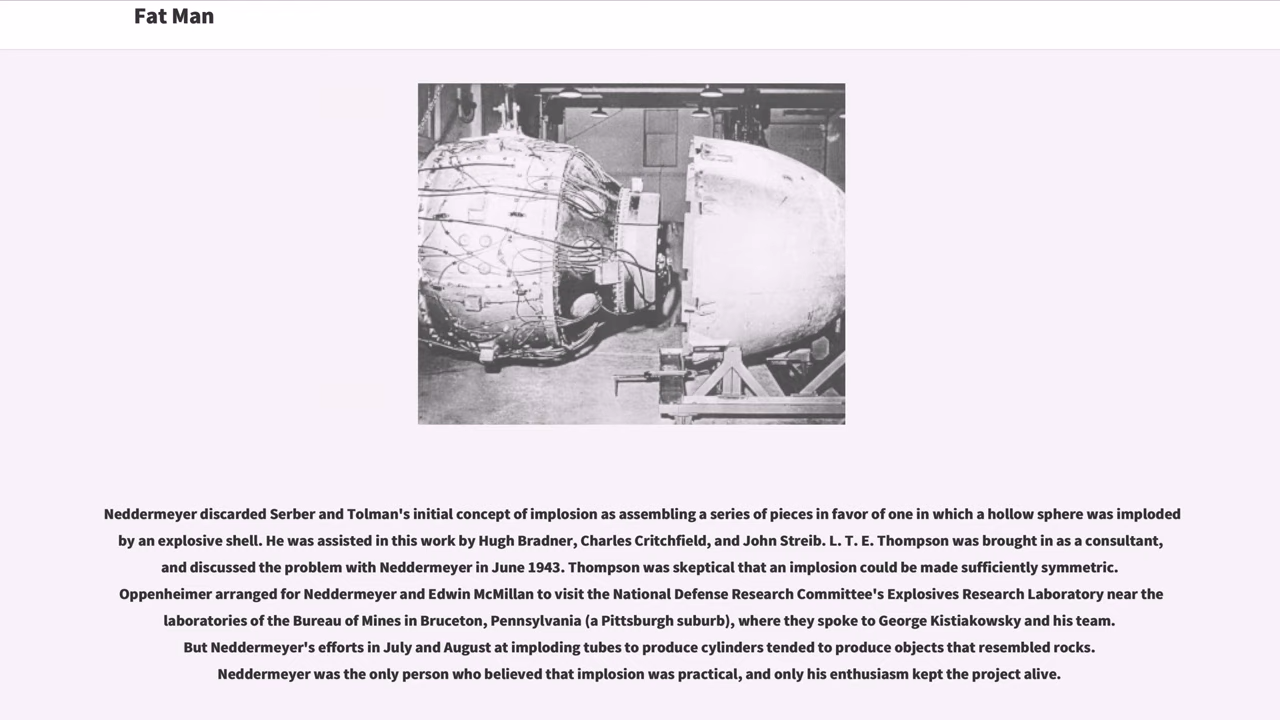 Fat Man
Neddermeyer discarded Serber and Tolman's initial concept of implosion as assembling a series of pieces in favor of one in which a hollow sphere was imploded
by an explosive shell. He was assisted in this work by Hugh Bradner, Charles Critchfield, and John Streib. L. T. E. Thompson was brought in as a consultant,
and discussed the problem with Neddermeyer in June 1943. Thompson was skeptical that an implosion could be made sufficiently symmetric.
Oppenheimer arranged for Neddermeyer and Edwin McMillan to visit the National Defense Research Committee's Explosives Research Laboratory near the
laboratories of the Bureau of Mines in Bruceton, Pennsylvania (a Pittsburgh suburb), where they spoke to George Kistiakowsky and his team.
But Neddermeyer's efforts in July and August at imploding tubes to produce cylinders tended to produce objects that resembled rocks.
Neddermeyer was the only person who believed that implosion was practical, and only his enthusiasm kept the project alive.